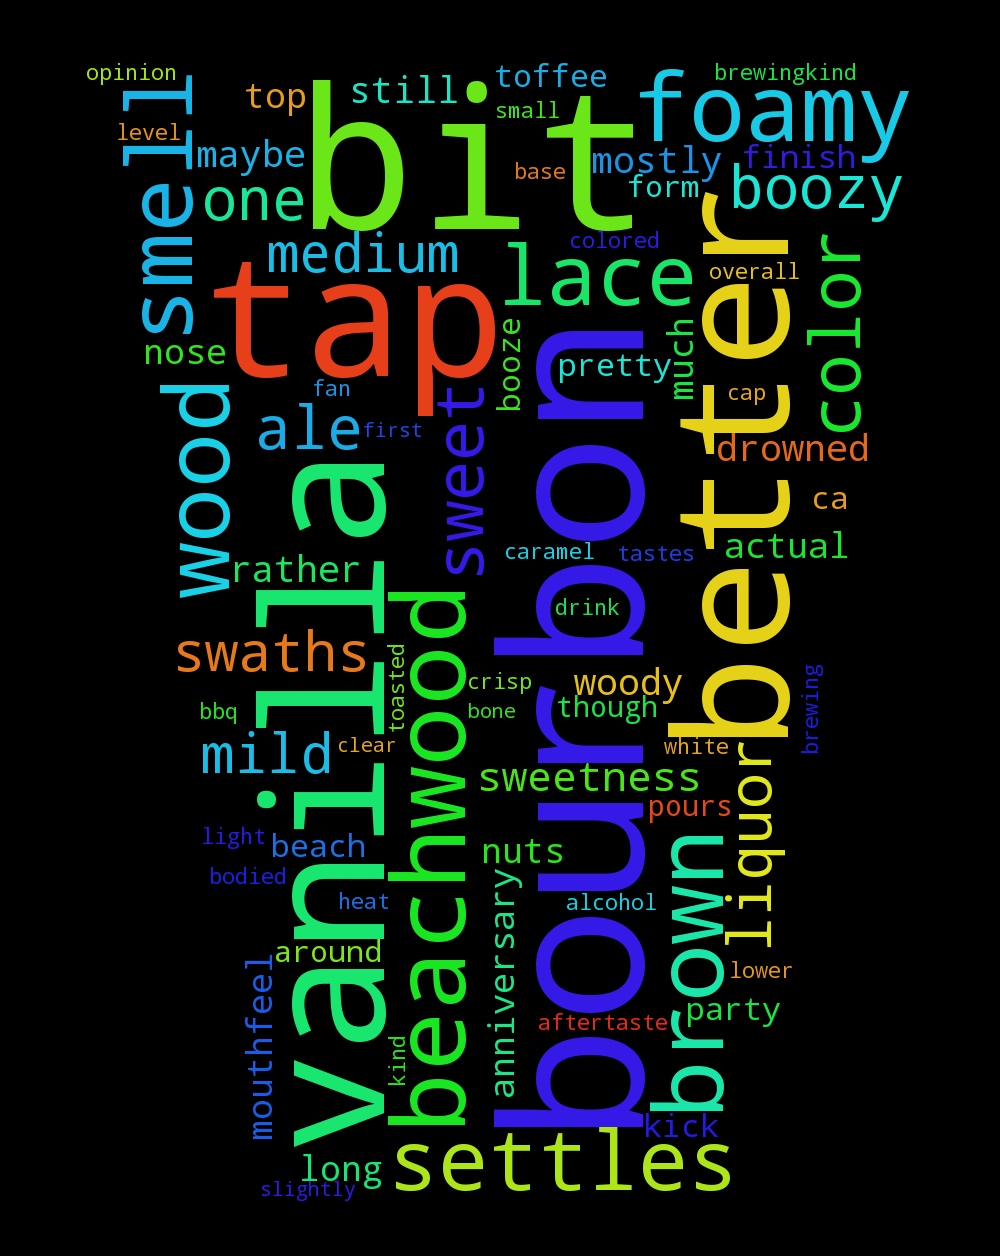 opinion
smell
level
top
still
bit
toffee
small
foamy
brewingkind
maybe
one
base
mostly
finish
form
boozy
medium
colored
lace
better
overall
color
tap
nose
booze
bourbon
pretty
much
wood
fan
ale
first
sweet
cap
drowned
vanilla
ca
rather
caramel
tastes
actual
beachwood
drink
swaths
toasted
crisp
woody
bbq
bone
though
brewing
mild
clear
white
liquor
sweetness
pours
light
beach
nuts
brown
bodied
heat
anniversary
alcohol
around
mouthfeel
lower
party
aftertaste
kind
kick
settles
long
slightly